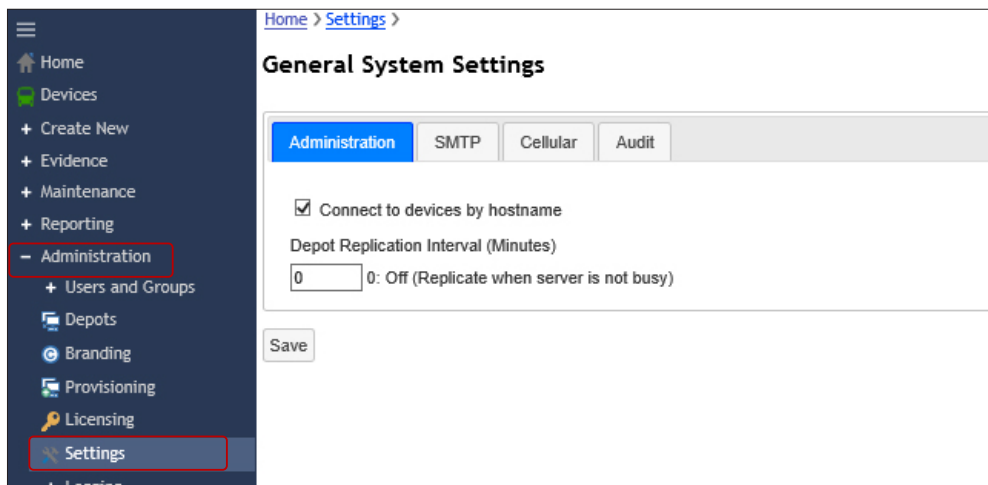 Home > Settings >
General System Settings
Home
Devices
+ Create New
+ Evidence
+ Maintenance
+ Reporting
− Administration
+ Users and Groups
Depots
Branding
Provisioning
Licensing
Settings
Administration
SMTP
Cellular
Audit
Connect to devices by hostname
Depot Replication Interval (Minutes)
0 0: Off (Replicate when server is not busy)
Save